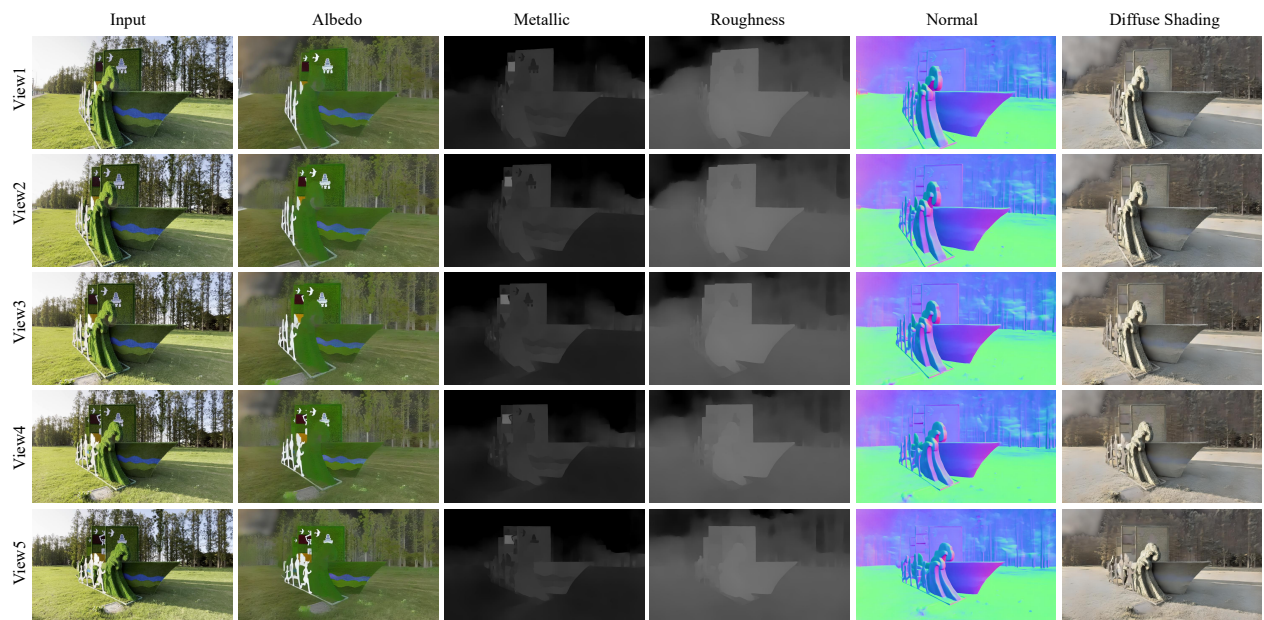 Input Albedo Metallic Roughness Normal Diffuse Shading
View1
View2
View3
View4
View5